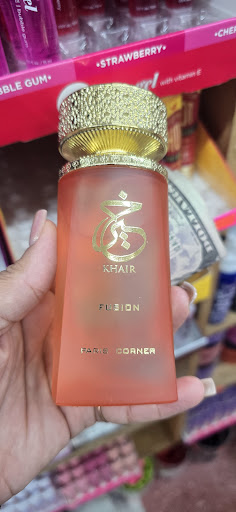 BBLE GUM•
•STRAWBERRY•
•CHE
with vitamin E
خير
KHAIR
FUSION
PARIS CORNER